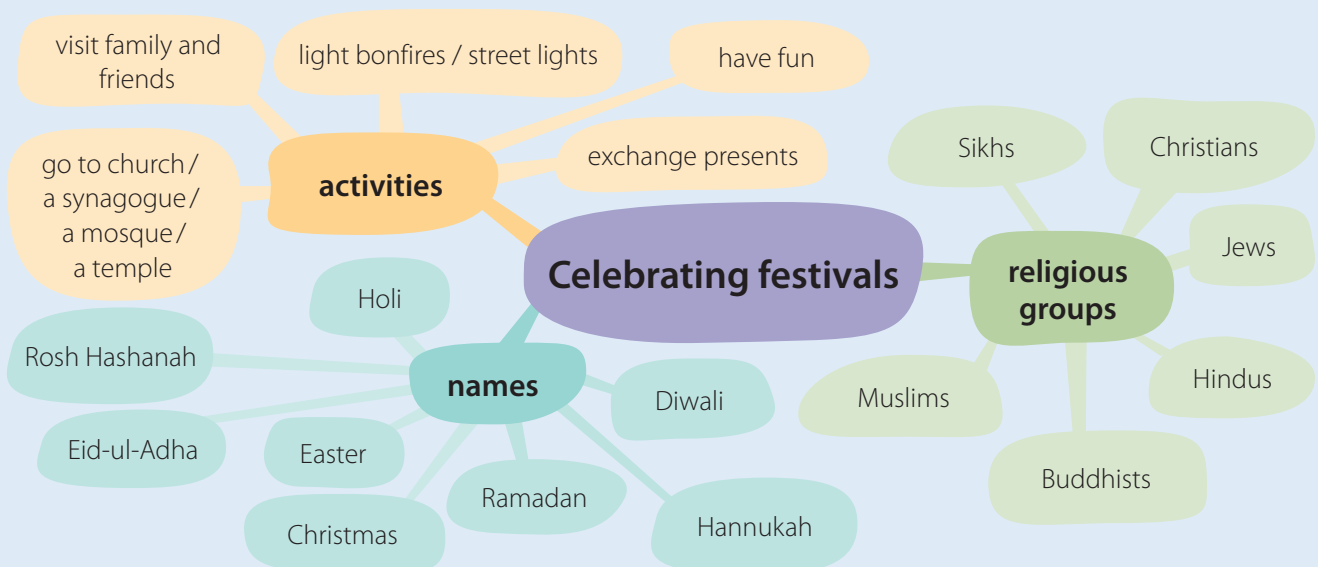 visit family and
friends
light bonfires / street lights
have fun
go to church /
a synagogue /
a mosque /
a temple
activities
exchange presents
Sikhs
Christians
Jews
Celebrating festivals
religious
groups
Holi
Rosh Hashanah
names
Diwali
Muslims
Hindus
Eid-ul-Adha
Easter
Ramadan
Buddhists
Christmas
Hannukah